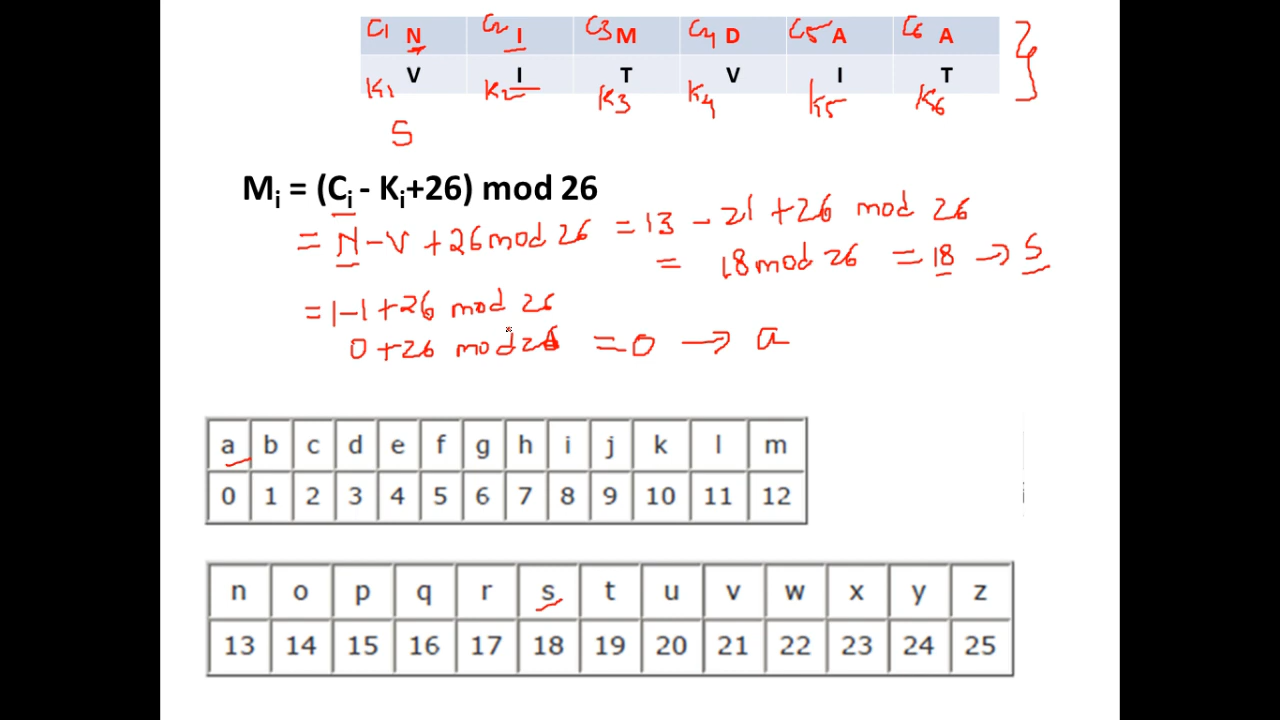 C1 N C2 I C3 M C4 D C5 A C6 A
V I T V I T
K1 K2 K3 K4 K5 K6
S
Mi = (Ci - Ki+26) mod 26
= N - V + 26 mod 26 = 13 - 21 + 26 mod 26
= 18 mod 26 = 18 → S
= 1-1 + 26 mod 26
0 + 26 mod 26 = 0 → a
a b c d e f g h i j k l m
0 1 2 3 4 5 6 7 8 9 10 11 12
n o p q r s t u v w x y z
13 14 15 16 17 18 19 20 21 22 23 24 25